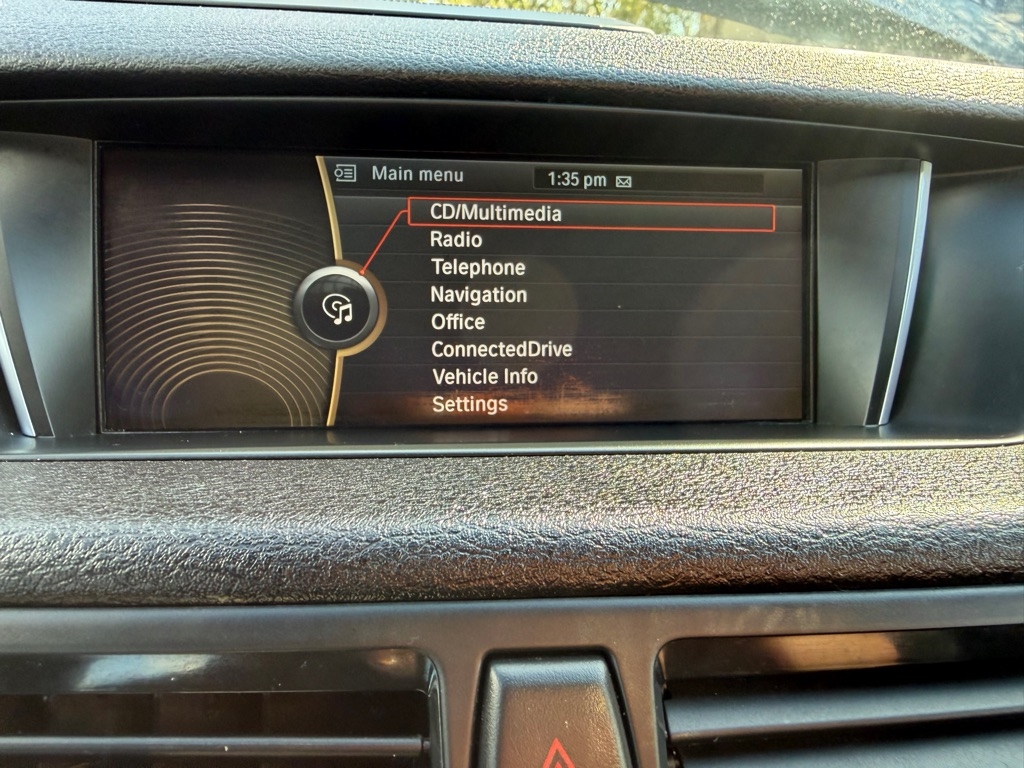 Main menu 1:35 pm
CD/Multimedia
Radio
Telephone
Navigation
Office
ConnectedDrive
Vehicle Info
Settings